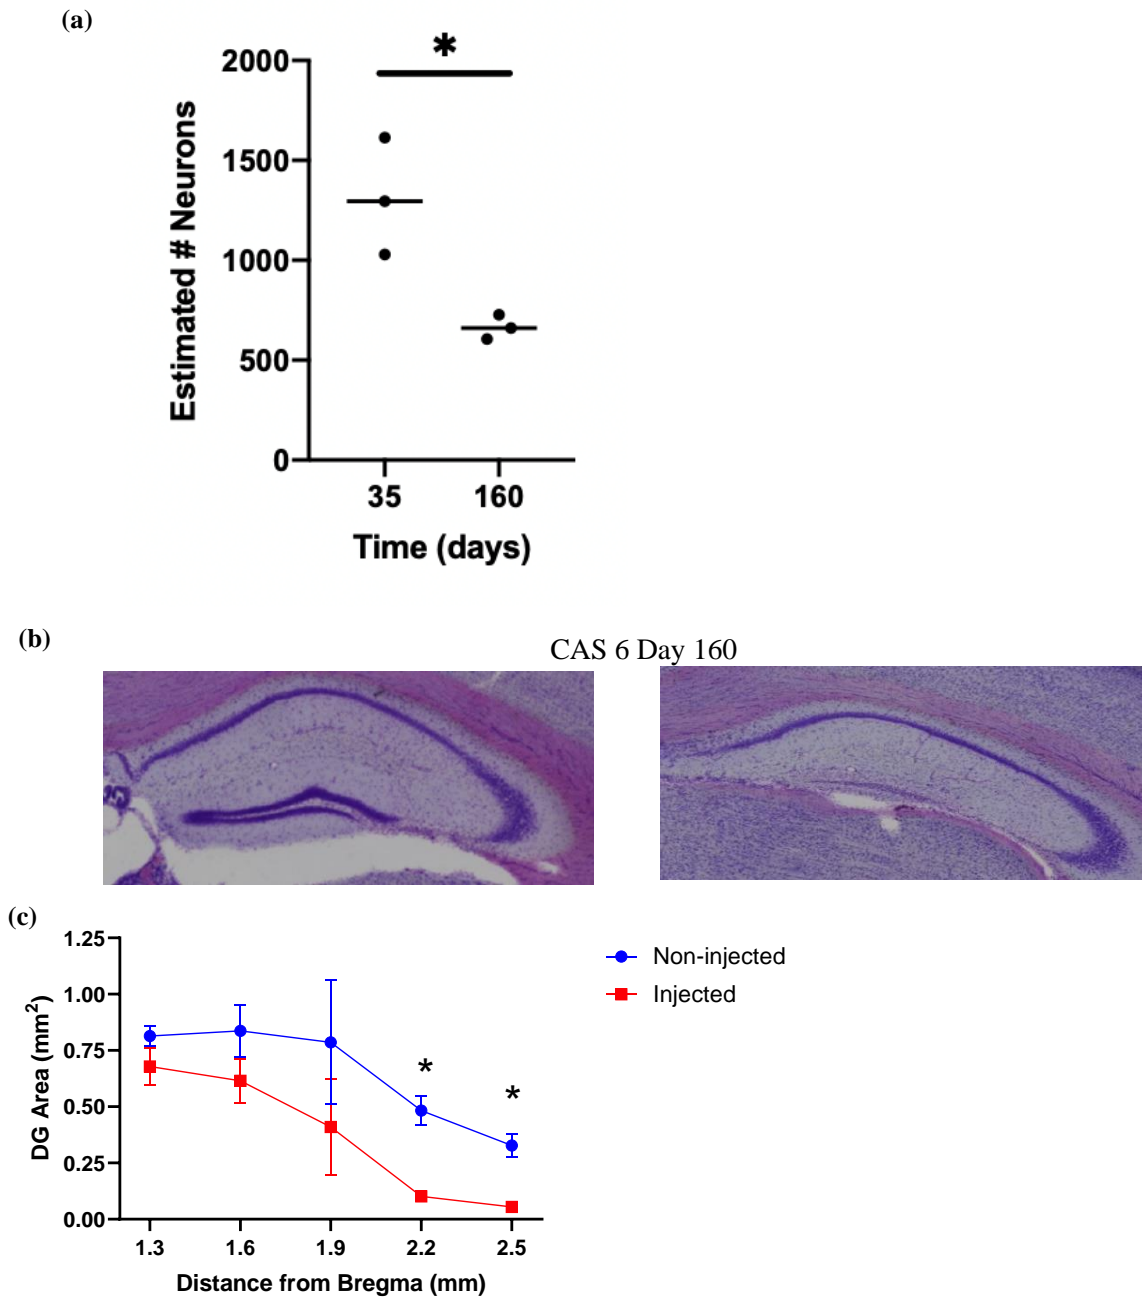 (a)
*
2000
1500
1000
500
0
Estimated # Neurons
35 160
Time (days)
(b)
CAS 6 Day 160
(c)
1.25
1.00
0.75
0.50
0.25
0.00
DG Area (mm²)
* *
1.3 1.6 1.9 2.2 2.5
Distance from Bregma (mm)
Non-injected
Injected